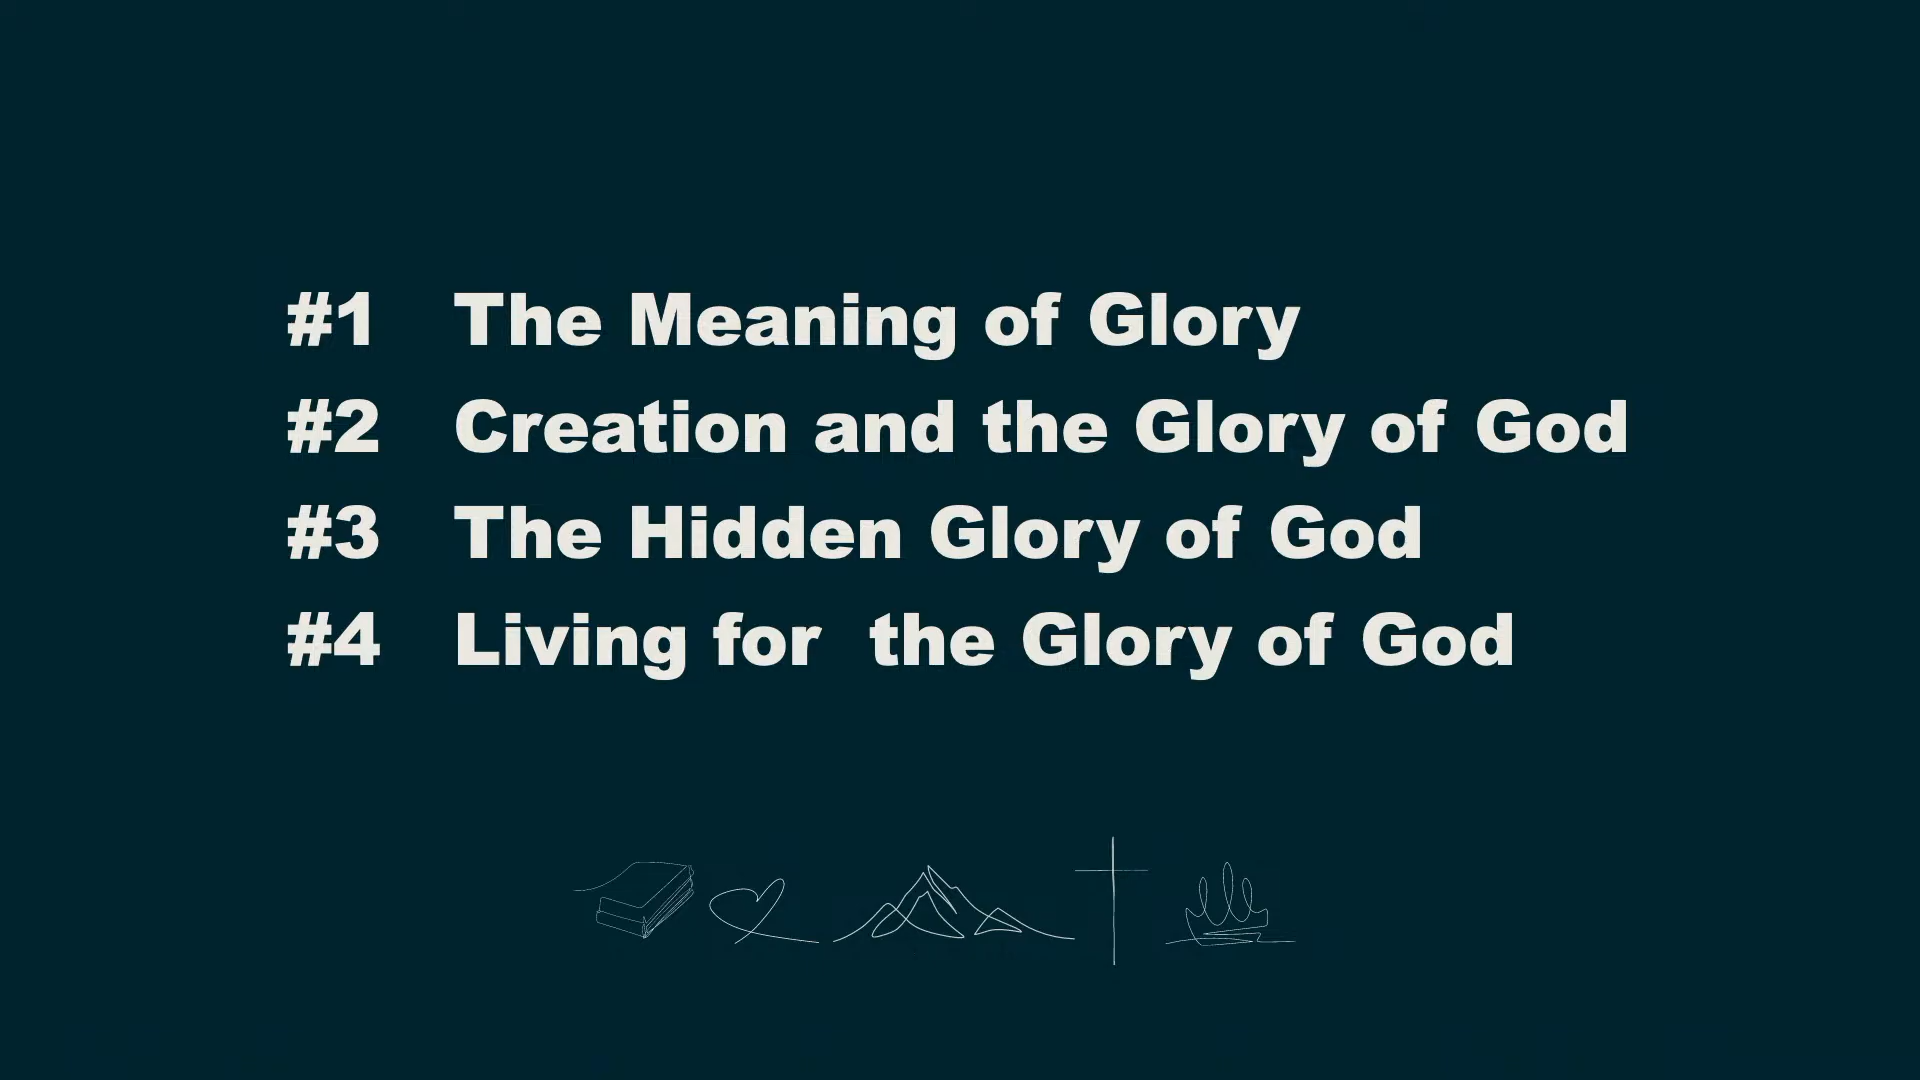 #1 The Meaning of Glory
#2 Creation and the Glory of God
#3 The Hidden Glory of God
#4 Living for  the Glory of God